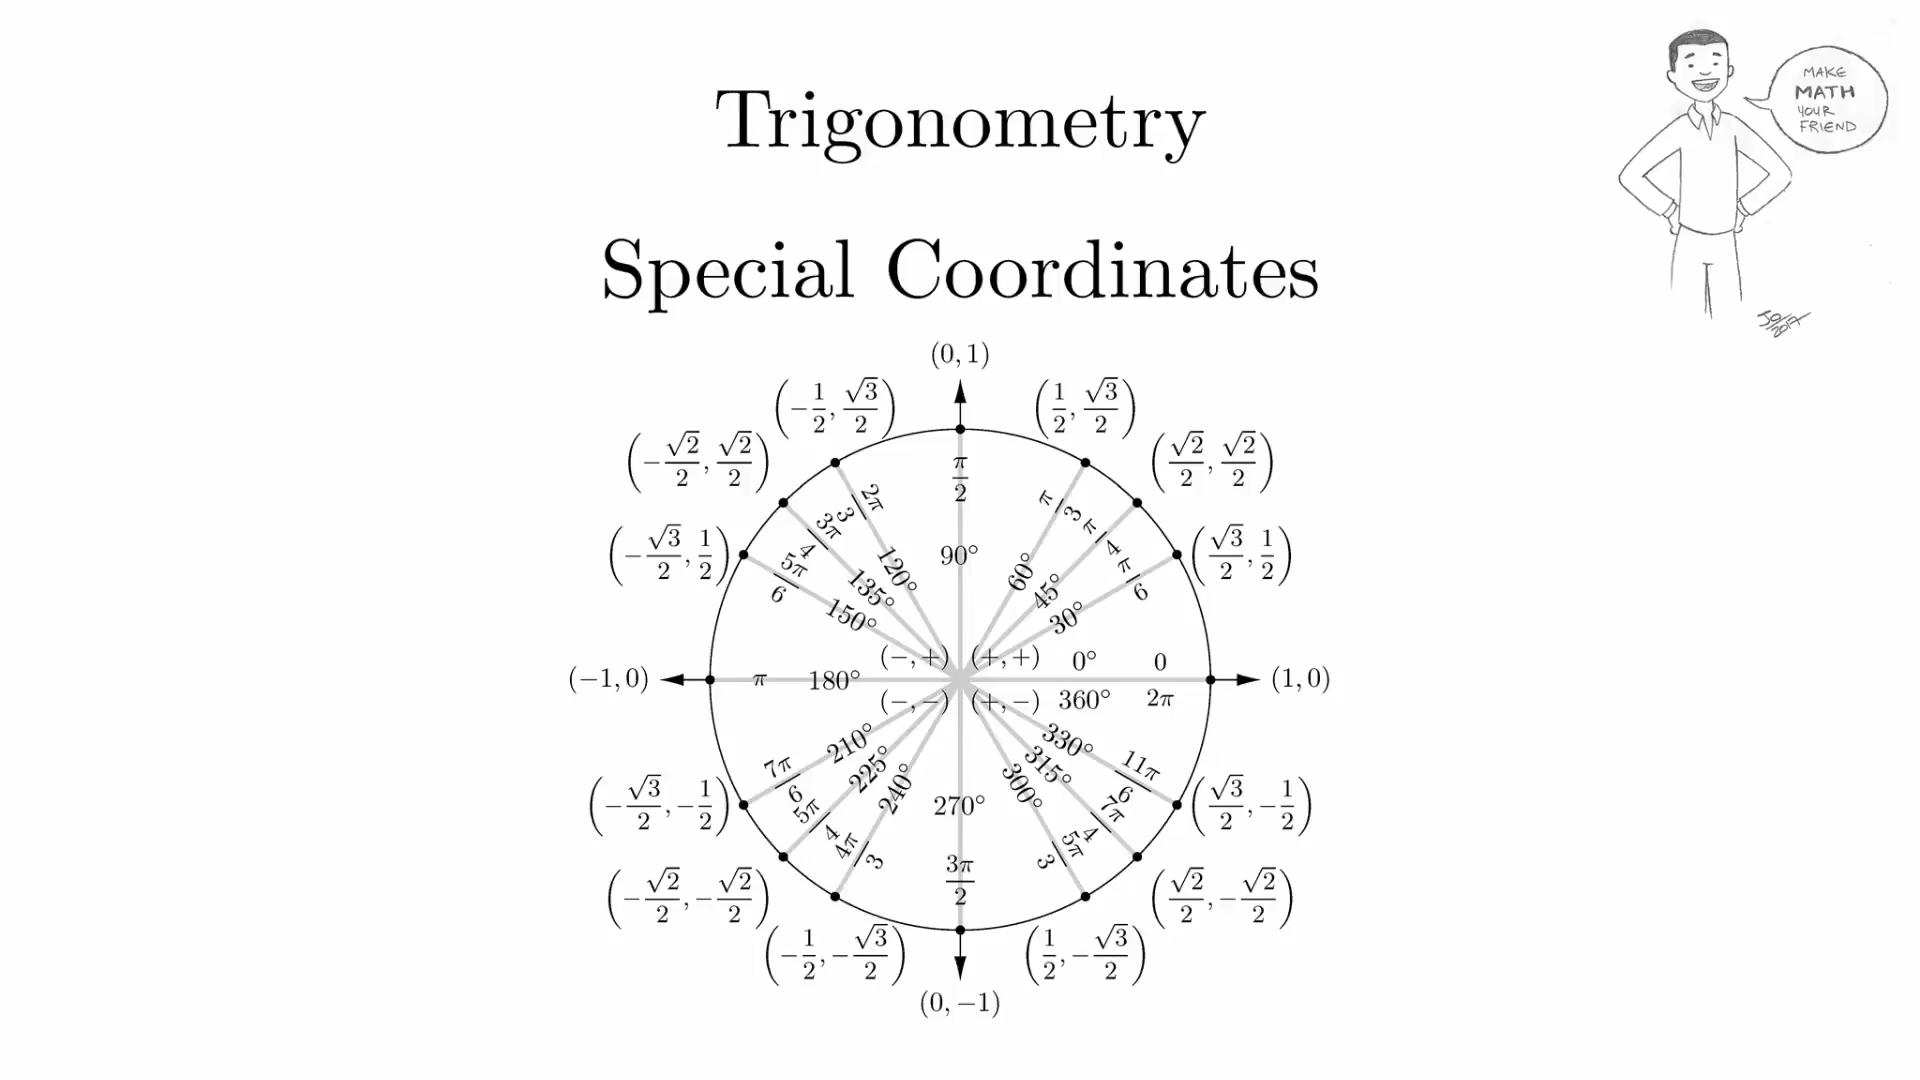 Trigonometry
Special Coordinates
MAKE
MATH
YOUR
FRIEND
Jo/2017
(0, 1)
(-1/2, √3/2)
(1/2, √3/2)
(-√2/2, √2/2)
(√2/2, √2/2)
(-√3/2, 1/2)
(√3/2, 1/2)
π/2
2π/3
π/3
3π/4
π/4
5π/6
π/6
90°
120°
60°
135°
45°
150°
30°
(−, +) (+, +) 0° 0
(−1, 0) π 180° (1, 0)
(−, −) (+, −) 360° 2π
210°
330°
225°
315°
240°
300°
270°
7π/6
11π/6
5π/4
7π/4
4π/3
5π/3
3π/2
(-√3/2, -1/2)
(√3/2, -1/2)
(-√2/2, -√2/2)
(√2/2, -√2/2)
(-1/2, -√3/2)
(1/2, -√3/2)
(0, −1)